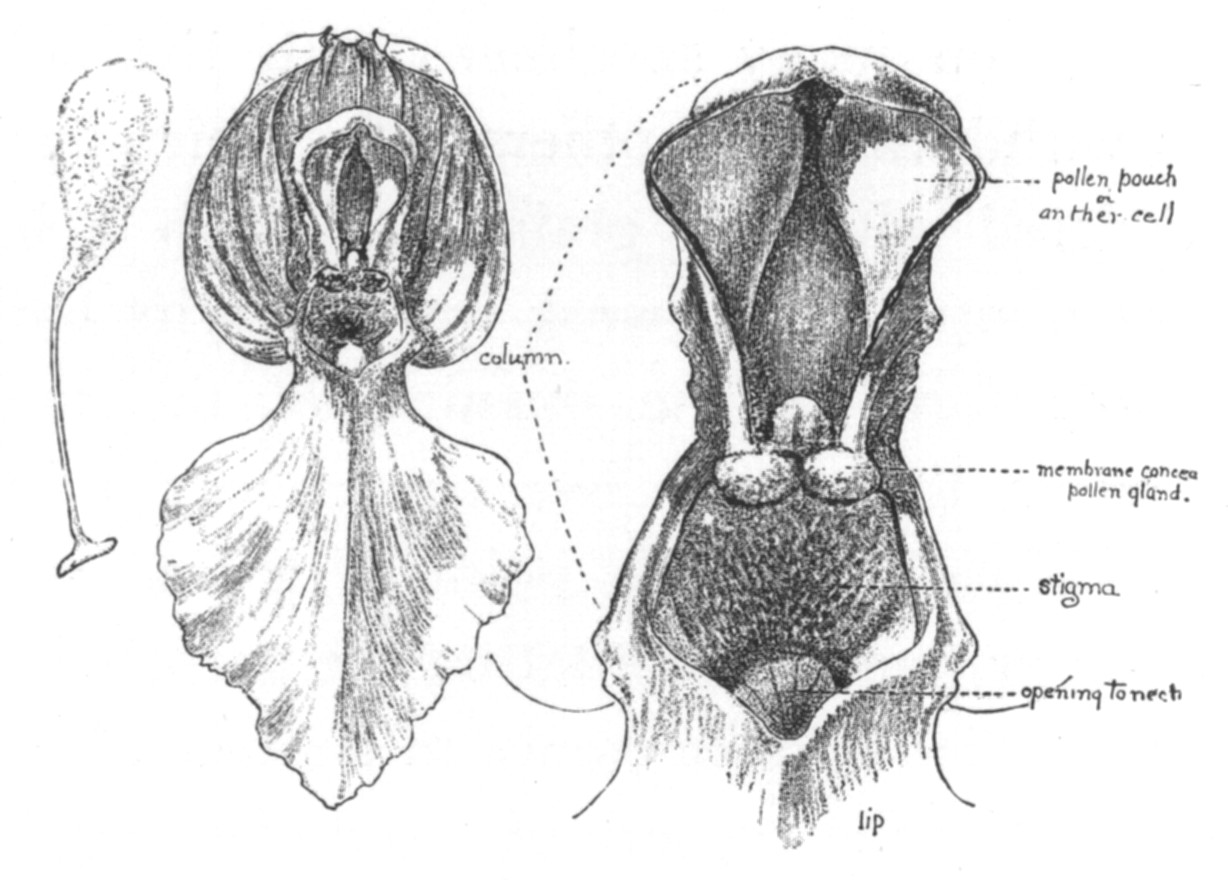 pollen pouch
or
anther cell
column.
membrane concea
pollen gland.
stigma
opening to nect
lip